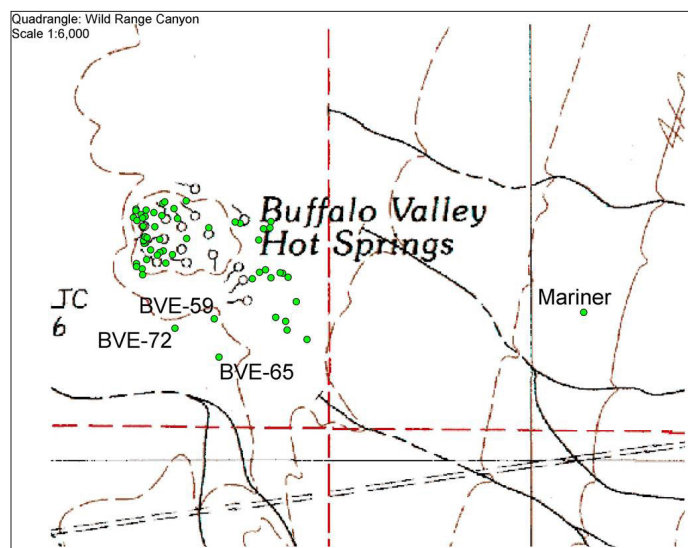 Quadrangle: Wild Range Canyon
Scale 1:6,000
Buffalo Valley
Hot Springs
JC
6
BVE-59
BVE-72
BVE-65
Mariner